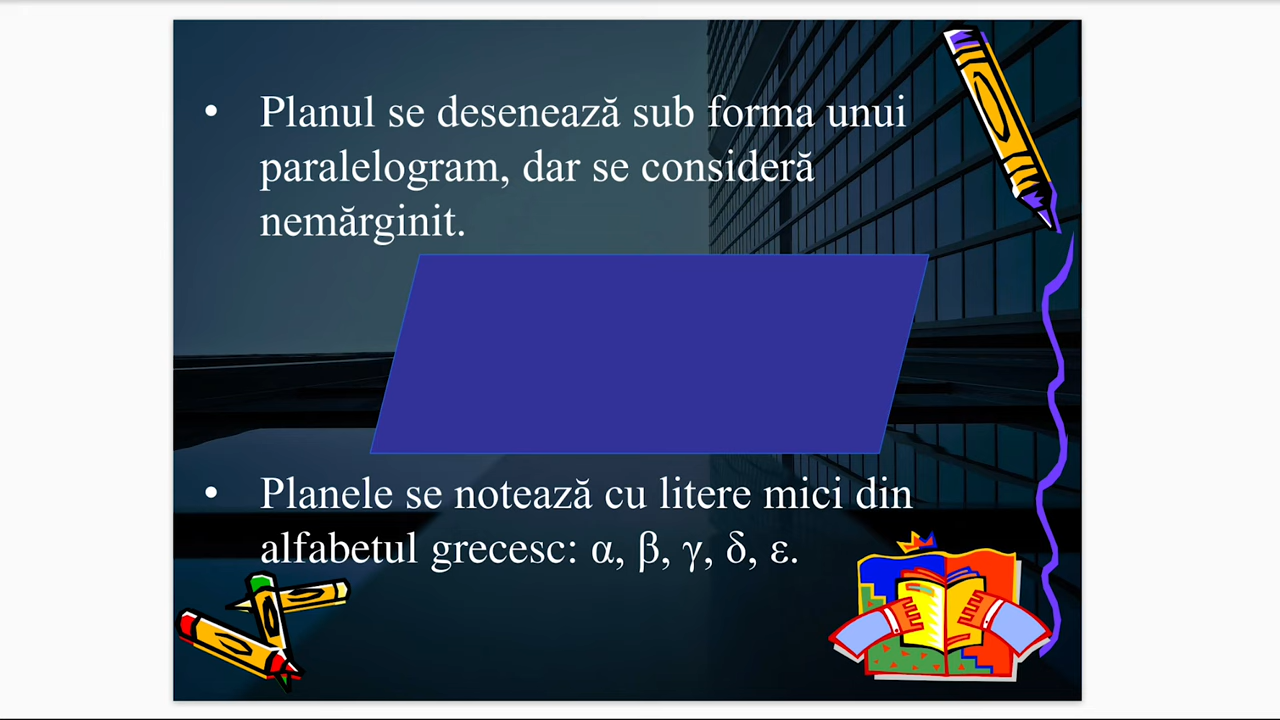 • Planul se desenează sub forma unui
paralelogram, dar se consideră
nemărginit.
• Planele se notează cu litere mici din
alfabetul grecesc: α, β, γ, δ, ε.